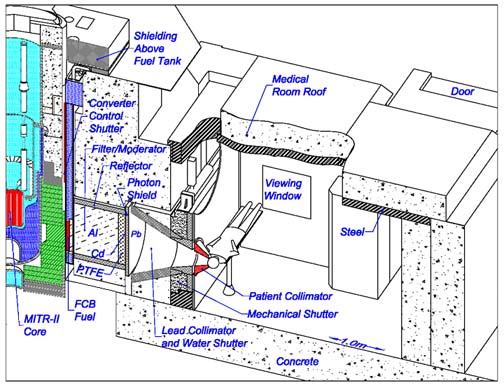 Shielding
Above
Fuel Tank
Medical
Room Roof
Door
Converter
Control
Shutter
Filter/Moderator
Reflector
Photon
Shield
Viewing
Window
Al
Pb
Cd
PTFE
Steel
MITR-II
Core
FCB
Fuel
Patient Collimator
Mechanical Shutter
Lead Collimator
and Water Shutter
1.0m
Concrete